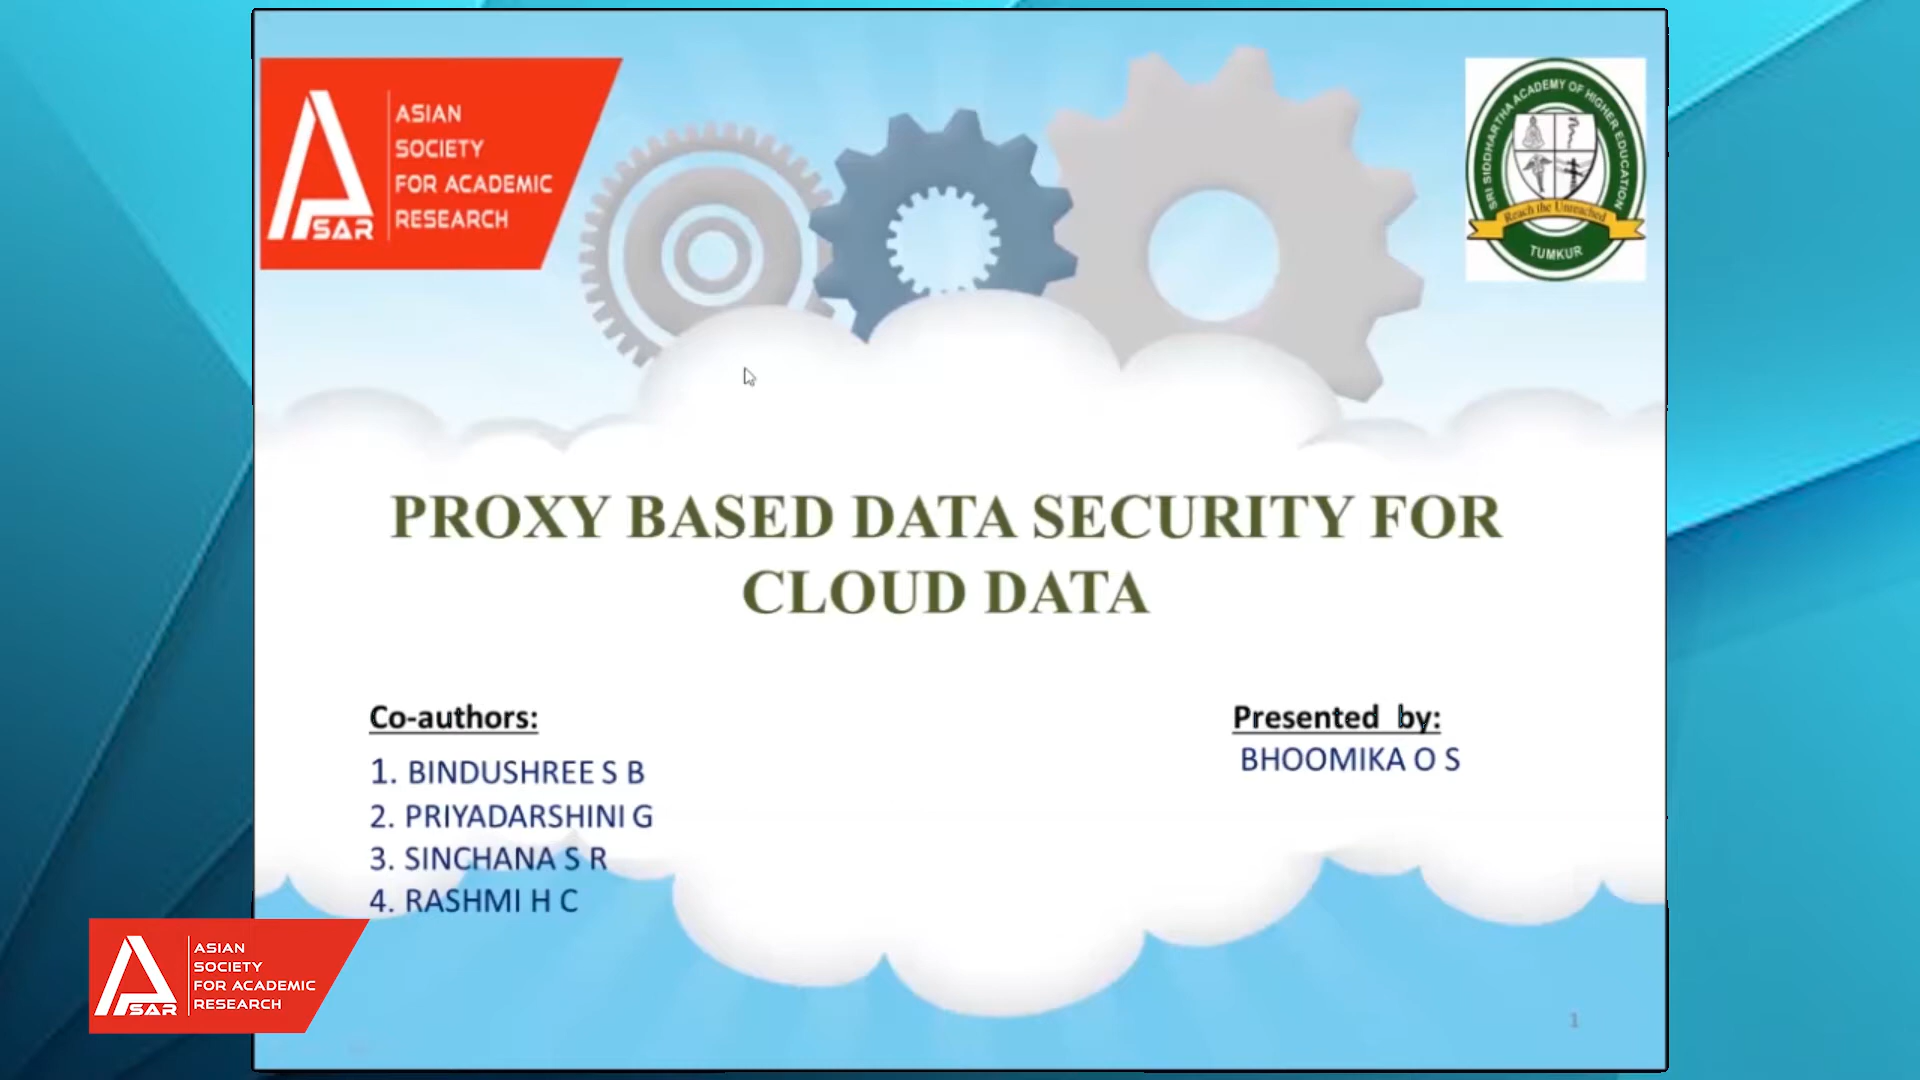 ASIAN
SOCIETY
FOR ACADEMIC
RESEARCH
SAR
SRI SIDDHARTHA ACADEMY OF HIGHER EDUCATION
Reach the Unreached
TUMKUR
PROXY BASED DATA SECURITY FOR
CLOUD DATA
Co-authors:
1. BINDUSHREE S B
2. PRIYADARSHINI G
3. SINCHANA S R
4. RASHMI H C
Presented by:
BHOOMIKA O S
ASIAN
SOCIETY
FOR ACADEMIC
RESEARCH
SAR
1